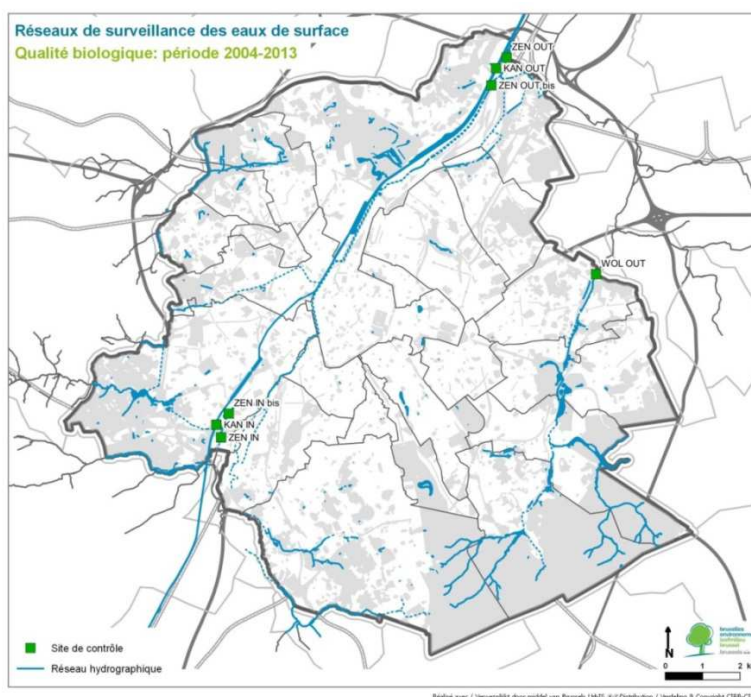 Réseaux de surveillance des eaux de surface
Qualité biologique: période 2004-2013
ZEN OUT
KAN OUT
ZEN OUT bis
WOL OUT
ZEN IN bis
KAN IN
ZEN IN
Site de contrôle
Réseau hydrographique
N
0 1 2